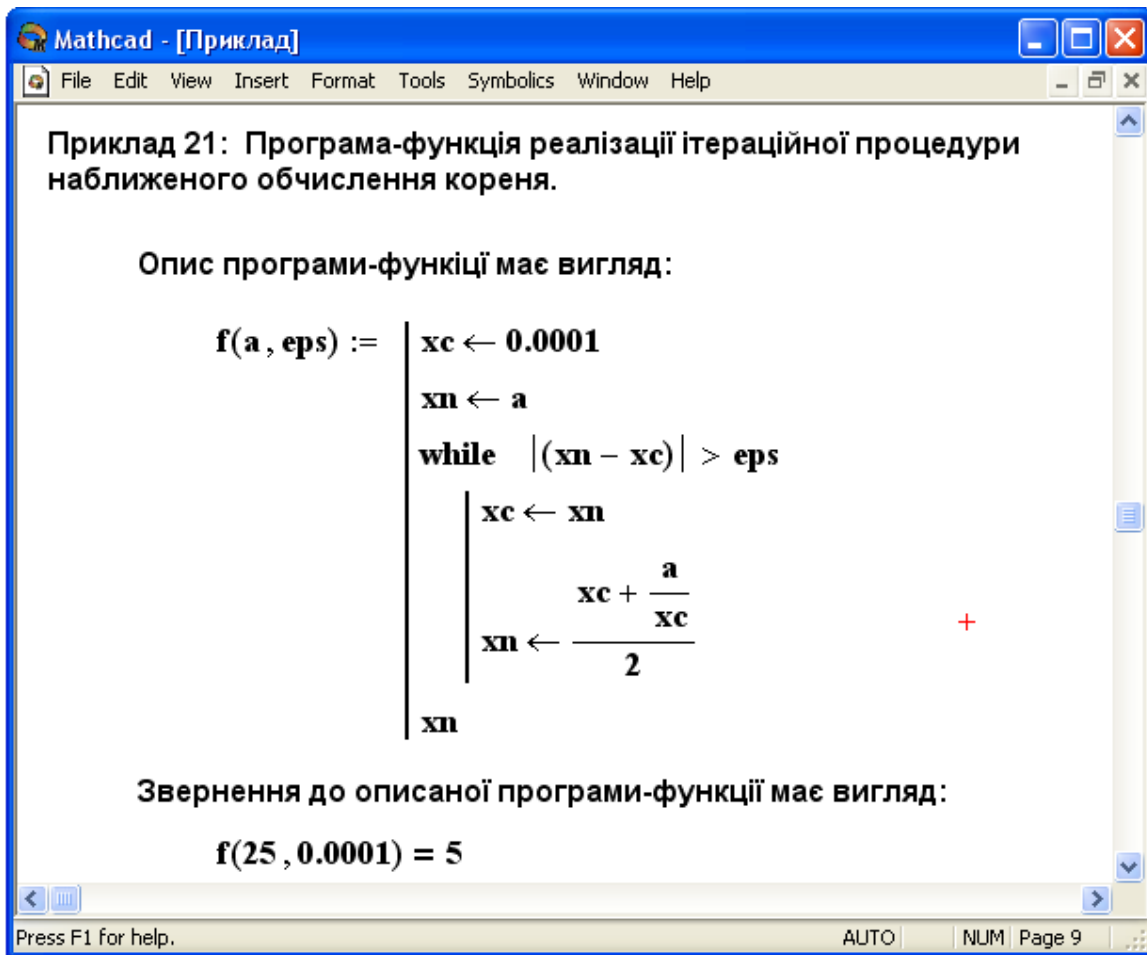 Mathcad - [Приклад]
File Edit View Insert Format Tools Symbolics Window Help
Приклад 21: Програма-функція реалізації ітераційної процедури
наближеного обчислення кореня.
Опис програми-функіцї має вигляд:
f(a , eps) := xc ← 0.0001
xn ← a
while |(xn − xc)| > eps
xc ← xn
xn ← (xc + a/xc)/2
xn
Звернення до описаної програми-функції має вигляд:
f(25 , 0.0001) = 5
Press F1 for help. AUTO NUM Page 9